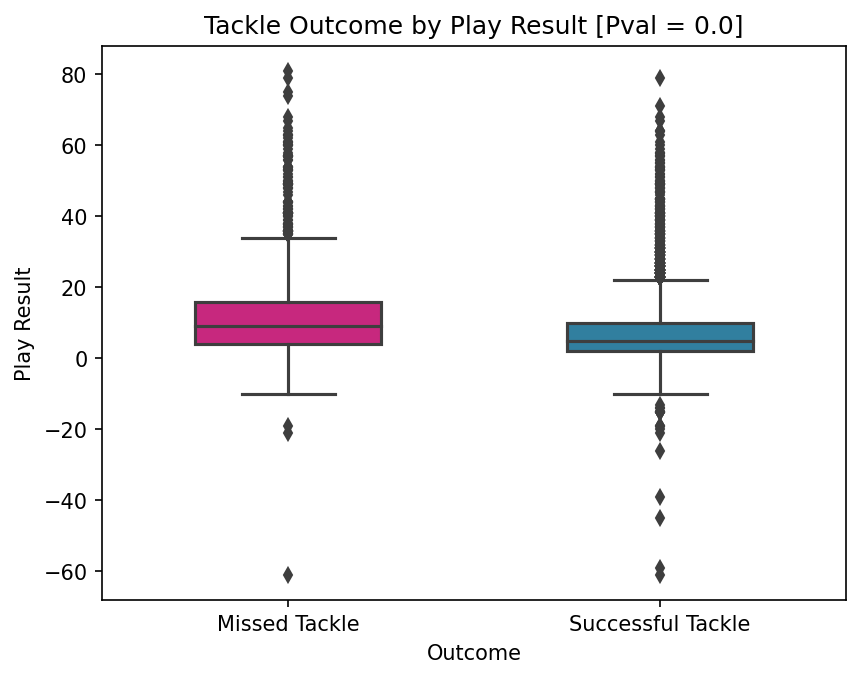 Tackle Outcome by Play Result [Pval = 0.0]
80
60
40
20
0
−20
−40
−60
Play Result
Missed Tackle
Successful Tackle
Outcome